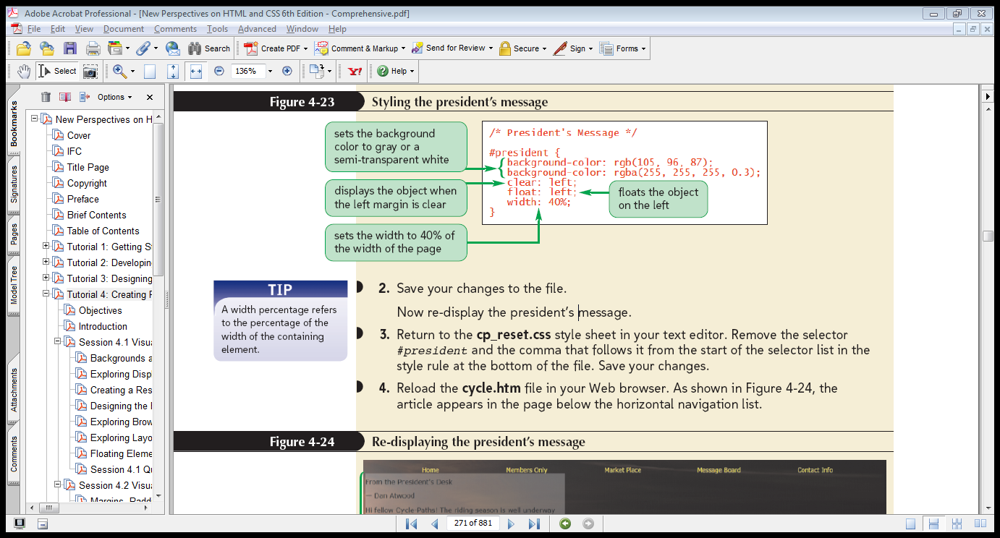 Adobe Acrobat Professional - [New Perspectives on HTML and CSS 6th Edition - Comprehensive.pdf]
File Edit View Document Comments Tools Advanced Window Help
Search Create PDF Comment & Markup Send for Review Secure Sign Forms
Select 136% Y! Help
Bookmarks
Signatures
Pages
Model Tree
Attachments
Comments
Options
New Perspectives on H
Cover
IFC
Title Page
Copyright
Preface
Brief Contents
Table of Contents
Tutorial 1: Getting S
Tutorial 2: Developin
Tutorial 3: Designing
Tutorial 4: Creating P
Objectives
Introduction
Session 4.1 Visua
Backgrounds a
Exploring Displ
Creating a Res
Designing the
Exploring Brow
Exploring Layo
Floating Eleme
Session 4.1 Qu
Session 4.2 Visua
Margins, Padd
Figure 4-23 Styling the president's message
sets the background
color to gray or a
semi-transparent white
displays the object when
the left margin is clear
sets the width to 40% of
the width of the page
/* President's Message */
#president {
background-color: rgb(105, 96, 87);
background-color: rgba(255, 255, 255, 0.3);
clear: left;
float: left;
width: 40%;
}
floats the object
on the left
TIP
A width percentage refers
to the percentage of the
width of the containing
element.
2. Save your changes to the file.
Now re-display the president's message.
3. Return to the cp_reset.css style sheet in your text editor. Remove the selector
#president and the comma that follows it from the start of the selector list in the
style rule at the bottom of the file. Save your changes.
4. Reload the cycle.htm file in your Web browser. As shown in Figure 4-24, the
article appears in the page below the horizontal navigation list.
Figure 4-24 Re-displaying the president's message
Home Members Only Market Place Message Board Contact Info
From the President's Desk
— Dan Atwood
Hi fellow Cycle-Paths! The riding season is well underway
271 of 881